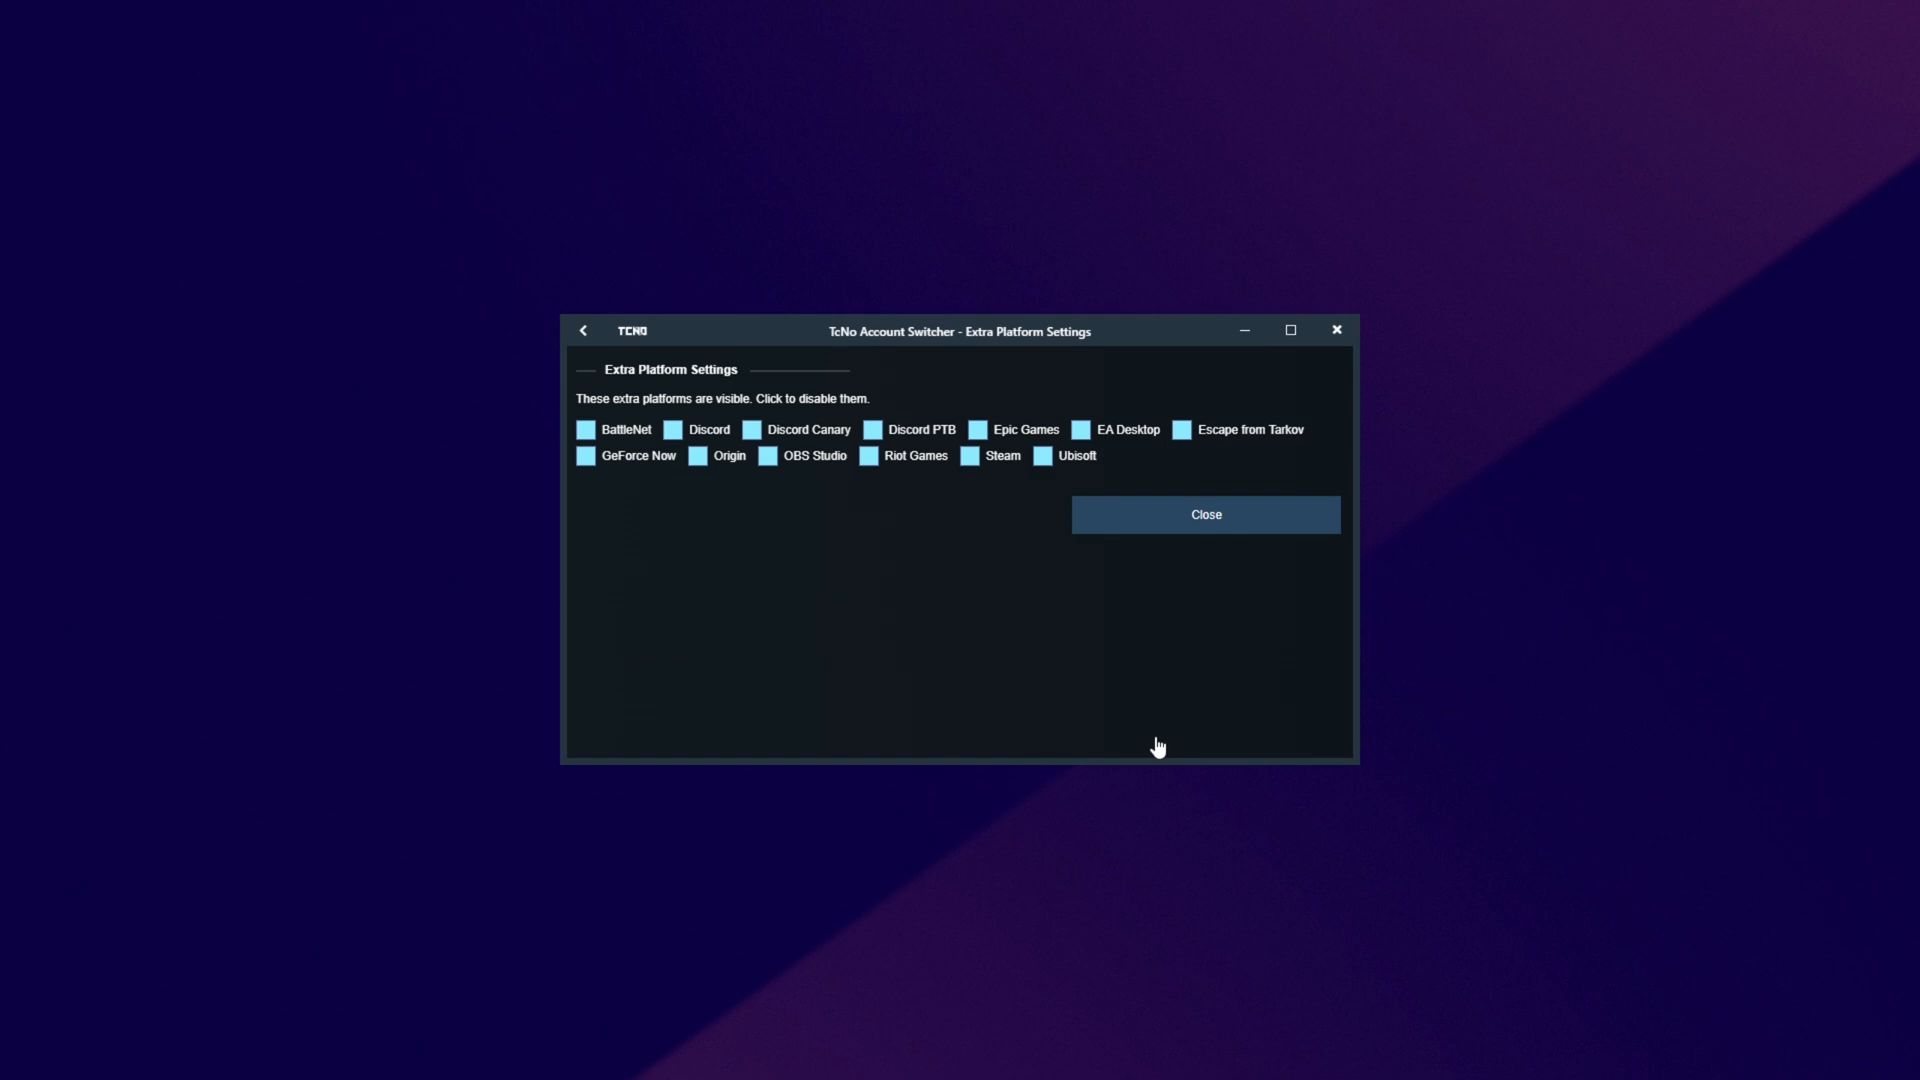 TCNO TcNo Account Switcher - Extra Platform Settings
Extra Platform Settings
These extra platforms are visible. Click to disable them.
BattleNet Discord Discord Canary Discord PTB Epic Games EA Desktop Escape from Tarkov
GeForce Now Origin OBS Studio Riot Games Steam Ubisoft
Close